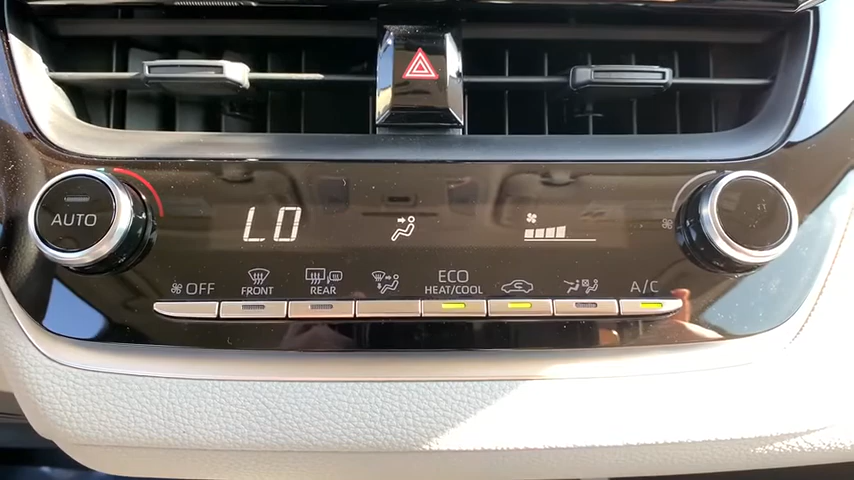 AUTO
LO
OFF
FRONT
REAR
ECO
HEAT/COOL
A/C